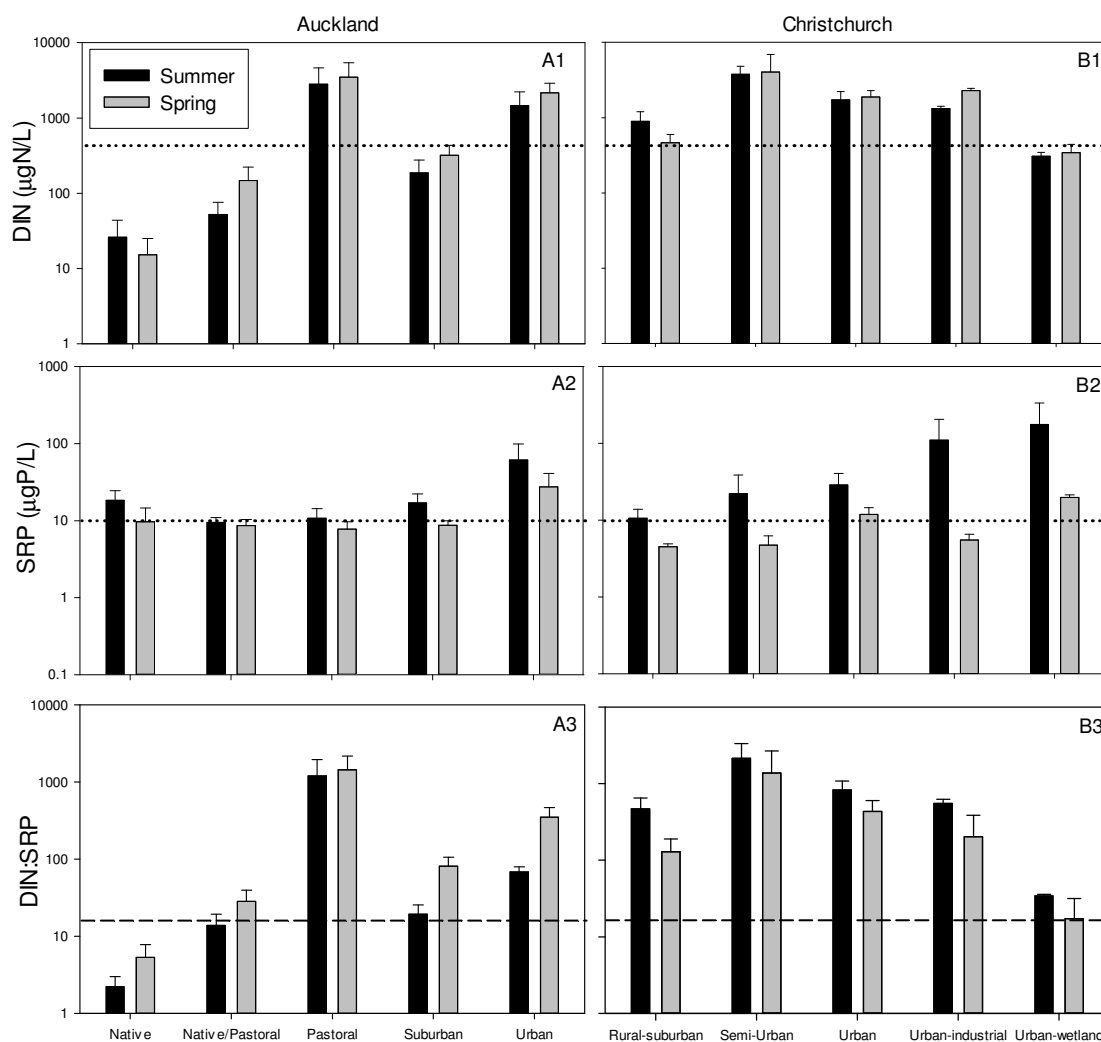 Auckland
Christchurch
DIN (µgN/L)
10000
1000
100
10
1
Summer
Spring
A1
B1
SRP (µgP/L)
1000
100
10
1
0.1
A2
B2
DIN:SRP
10000
1000
100
10
1
A3
B3
Native
Native/Pastoral
Pastoral
Suburban
Urban
Rural-suburban
Semi-Urban
Urban
Urban-industrial
Urban-wetland